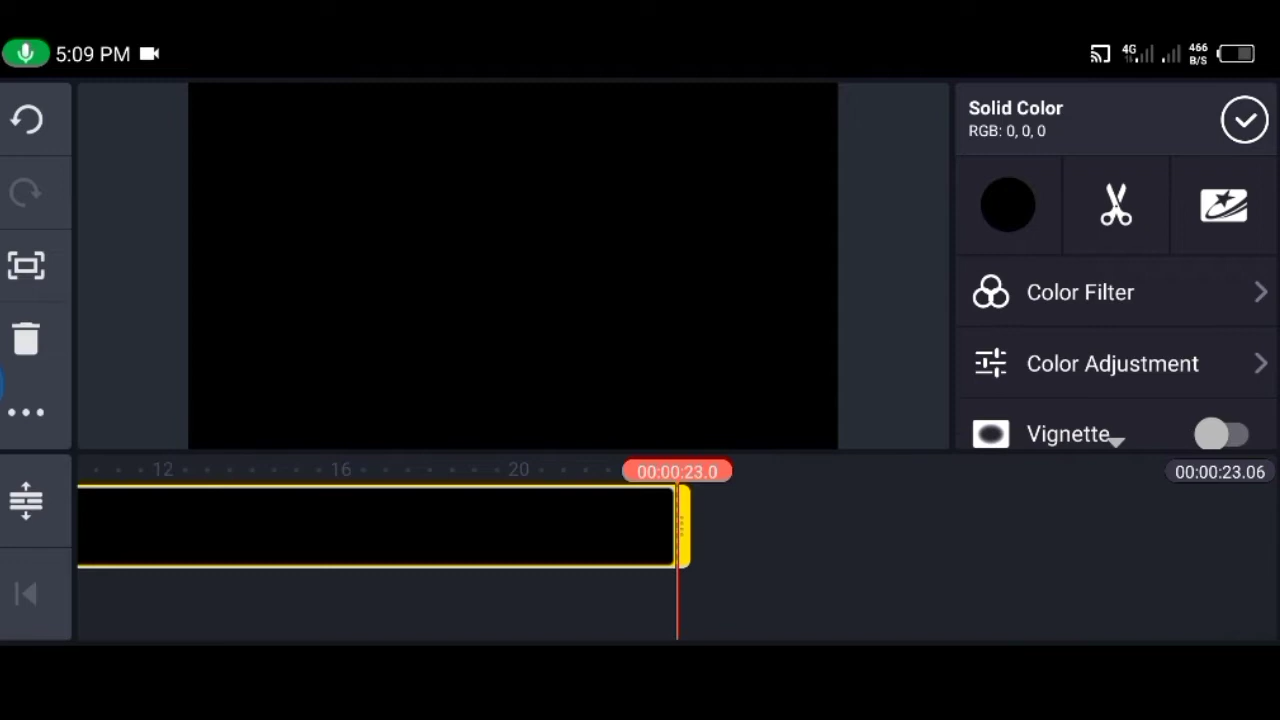 5:09 PM
4G
466
B/S
Solid Color
RGB: 0, 0, 0
Color Filter
Color Adjustment
Vignette
12
16
20
00:00:23.0
00:00:23.06